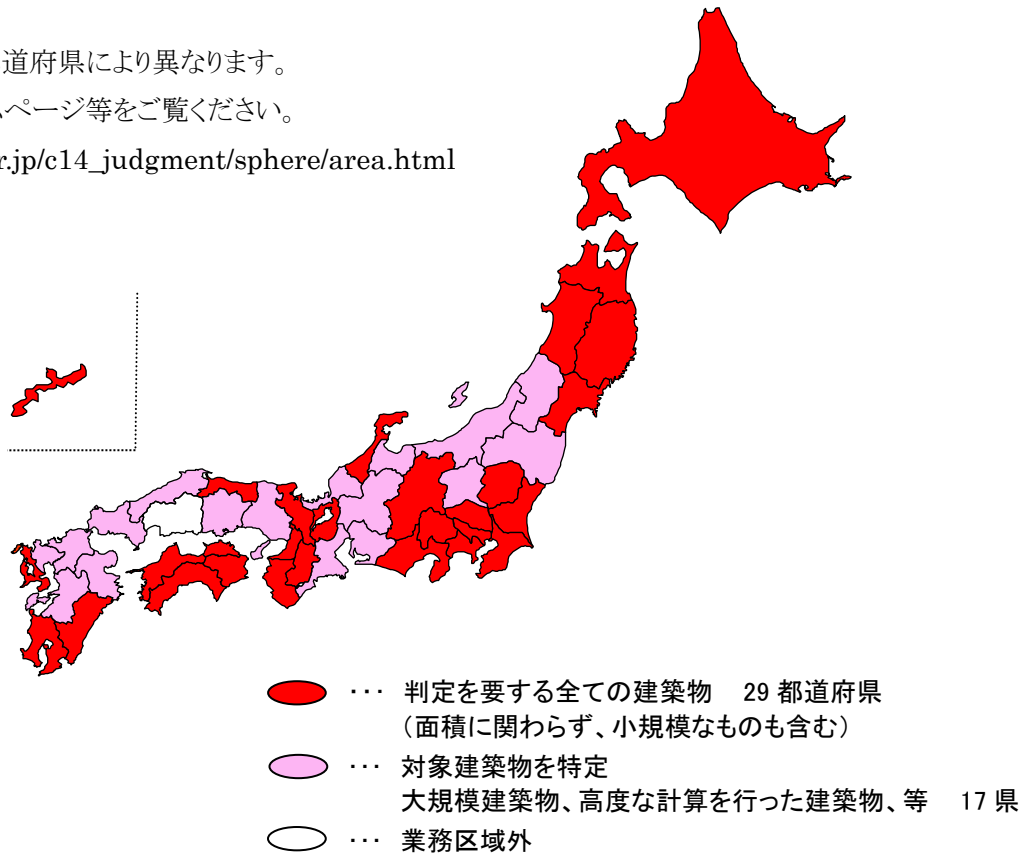 道府県により異なります。
ページ等をご覧ください。
r.jp/c14_judgment/sphere/area.html
・・・ 判定を要する全ての建築物 29 都道府県
（面積に関わらず、小規模なものも含む）
・・・ 対象建築物を特定
大規模建築物、高度な計算を行った建築物、等 17 県
・・・ 業務区域外